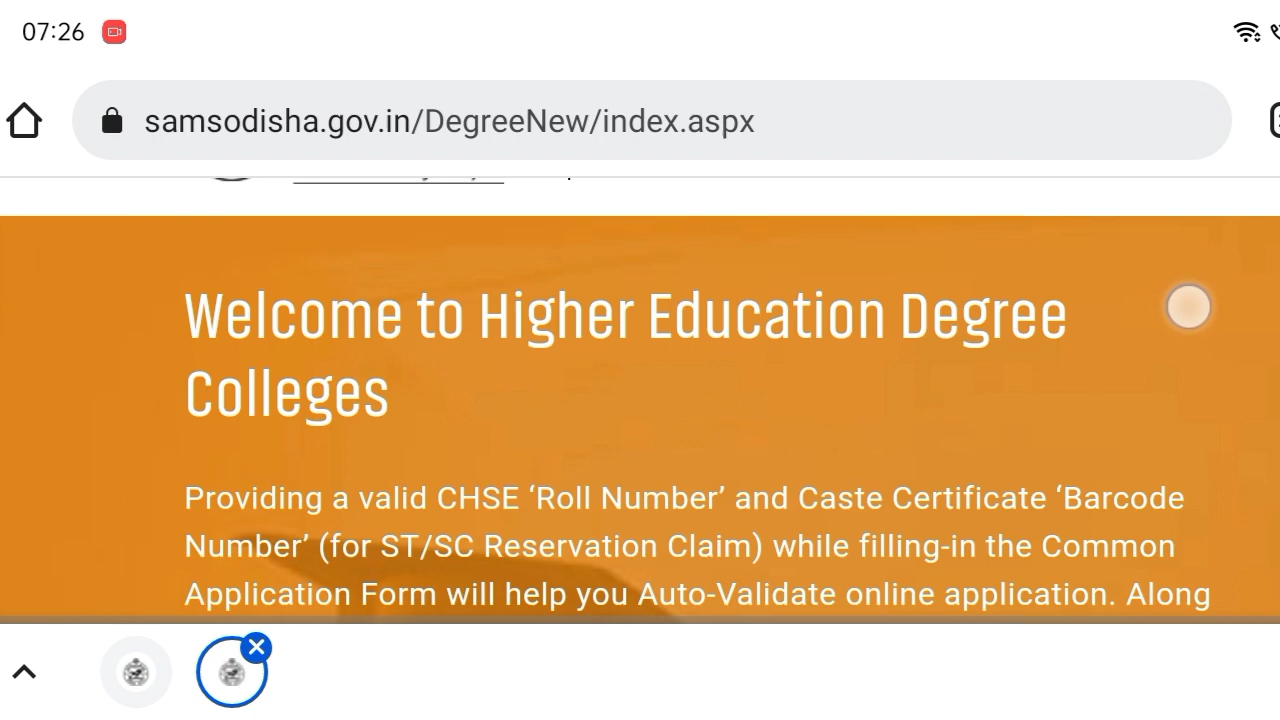 07:26
samsodisha.gov.in/DegreeNew/index.aspx
Welcome to Higher Education Degree
Colleges
Providing a valid CHSE ‘Roll Number’ and Caste Certificate ‘Barcode
Number’ (for ST/SC Reservation Claim) while filling-in the Common
Application Form will help you Auto-Validate online application. Along